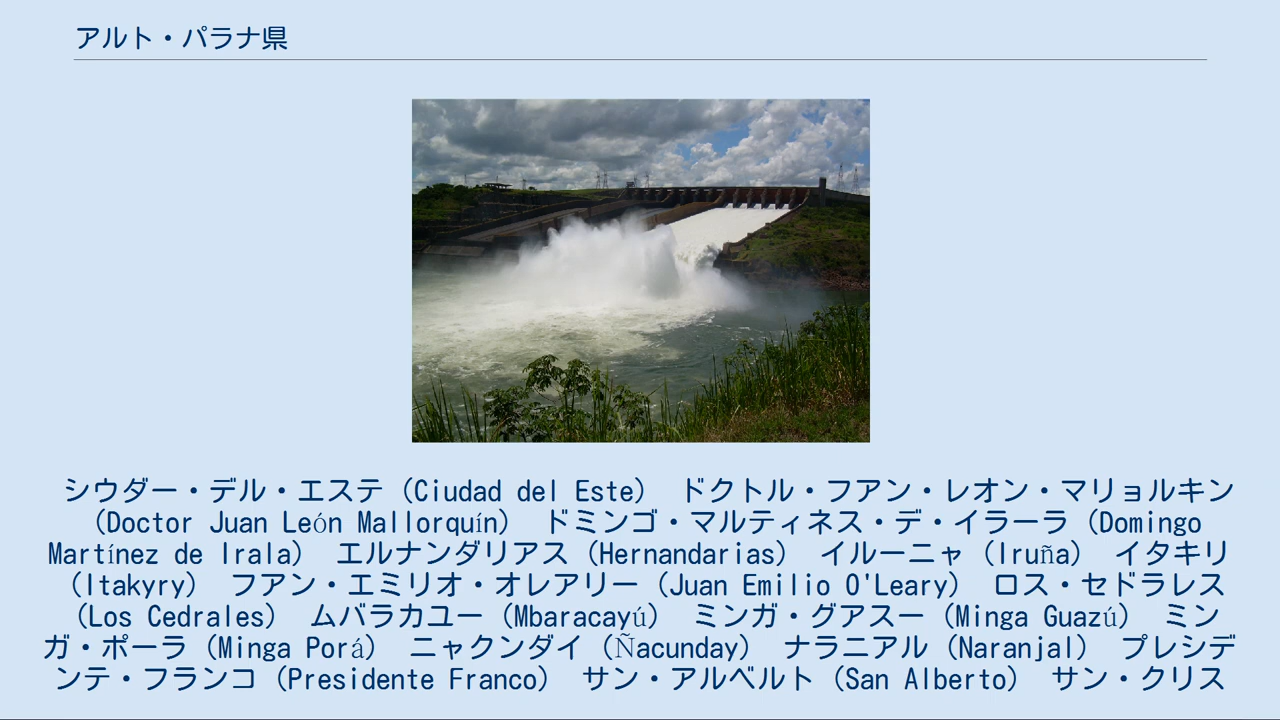 アルト・パラナ県
シウダー・デル・エステ (Ciudad del Este)　ドクトル・フアン・レオン・マリョルキン
(Doctor Juan León Mallorquín)　ドミンゴ・マルティネス・デ・イラーラ (Domingo
Martínez de Irala)　エルナンダリアス (Hernandarias)　イルーニャ (Iruña)　イタキリ
(Itakyry)　フアン・エミリオ・オレアリー (Juan Emilio O'Leary)　ロス・セドラレス
(Los Cedrales)　ムバラカユー (Mbaracayú)　ミンガ・グアスー (Minga Guazú)　ミン
ガ・ポーラ (Minga Porá)　ニャクンダイ (Ñacunday)　ナラニアル (Naranjal)　プレシデ
ンテ・フランコ (Presidente Franco)　サン・アルベルト (San Alberto)　サン・クリス